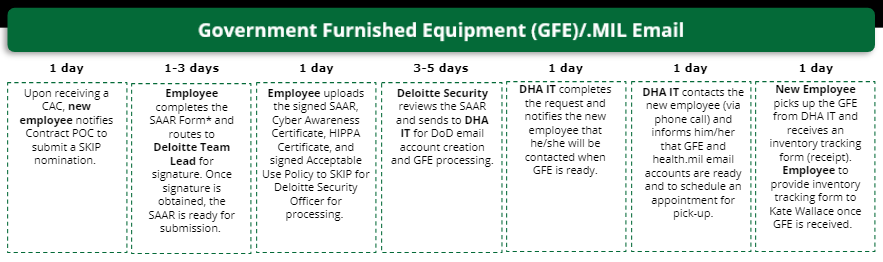 Government Furnished Equipment (GFE)/.MIL Email
1 day
Upon receiving a
CAC, new
employee notifies
Contract POC to
submit a SKIP
nomination.
1-3 days
Employee
completes the
SAAR Form* and
routes to
Deloitte Team
Lead for
signature. Once
signature is
obtained, the
SAAR is ready for
submission.
1 day
Employee uploads
the signed SAAR,
Cyber Awareness
Certificate, HIPPA
Certificate, and
signed Acceptable
Use Policy to SKIP for
Deloitte Security
Officer for
processing.
3-5 days
Deloitte Security
reviews the SAAR
and sends to DHA
IT for DoD email
account creation
and GFE processing.
1 day
DHA IT completes
the request and
notifies the new
employee that
he/she will be
contacted when
GFE is ready.
1 day
DHA IT contacts the
new employee (via
phone call) and
informs him/her
that GFE and
health.mil email
accounts are ready
and to schedule an
appointment for
pick-up.
1 day
New Employee
picks up the GFE
from DHA IT and
receives an
inventory tracking
form (receipt).
Employee to
provide inventory
tracking form to
Kate Wallace once
GFE is received.